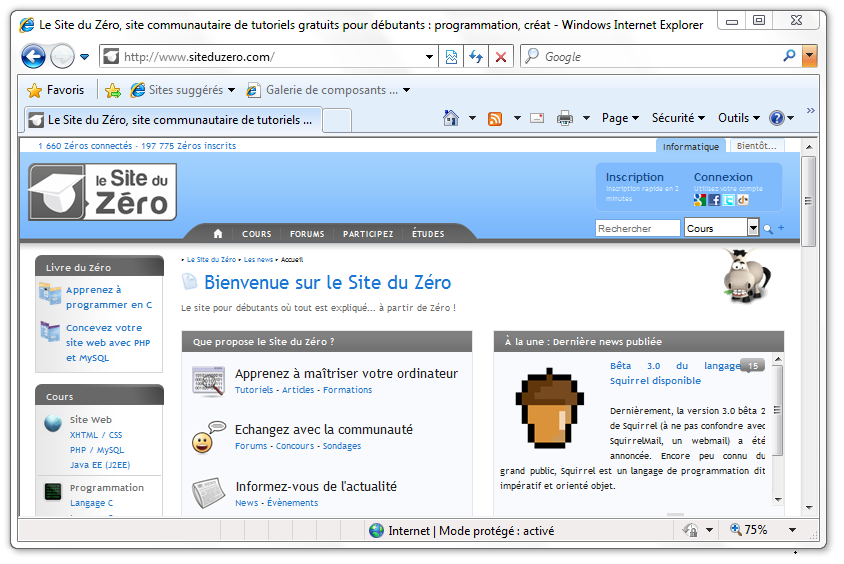 Le Site du Zéro, site communautaire de tutoriels gratuits pour débutants : programmation, créat - Windows Internet Explorer
http://www.siteduzero.com/
Google
Favoris
Sites suggérés
Galerie de composants ...
Le Site du Zéro, site communautaire de tutoriels ...
Page
Sécurité
Outils
1 660 Zéros connectés - 197 775 Zéros inscrits
Informatique
Bientôt...
le Site du
Zéro
Inscription
Inscription rapide en 2
minutes
Connexion
Utilisez votre compte
Rechercher
Cours
COURS
FORUMS
PARTICIPEZ
ÉTUDES
Livre du Zéro
Apprenez à
programmer en C
Concevez votre
site web avec PHP
et MySQL
Cours
Site Web
XHTML / CSS
PHP / MySQL
Java EE (J2EE)
Programmation
Langage C
Le Site du Zéro
Les news
Accueil
Bienvenue sur le Site du Zéro
Le site pour débutants où tout est expliqué... à partir de Zéro !
Que propose le Site du Zéro ?
Apprenez à maîtriser votre ordinateur
Tutoriels - Articles - Formations
Echangez avec la communauté
Forums - Concours - Sondages
Informez-vous de l'actualité
News - Évènements
À la une : Dernière news publiée
Bêta 3.0 du langage
15
Squirrel disponible
Dernièrement, la version 3.0 bêta 2
de Squirrel (à ne pas confondre avec
SquirrelMail, un webmail) a été
annoncée. Encore peu connu du
grand public, Squirrel est un langage de programmation dit
impératif et orienté objet.
Internet | Mode protégé : activé
75%